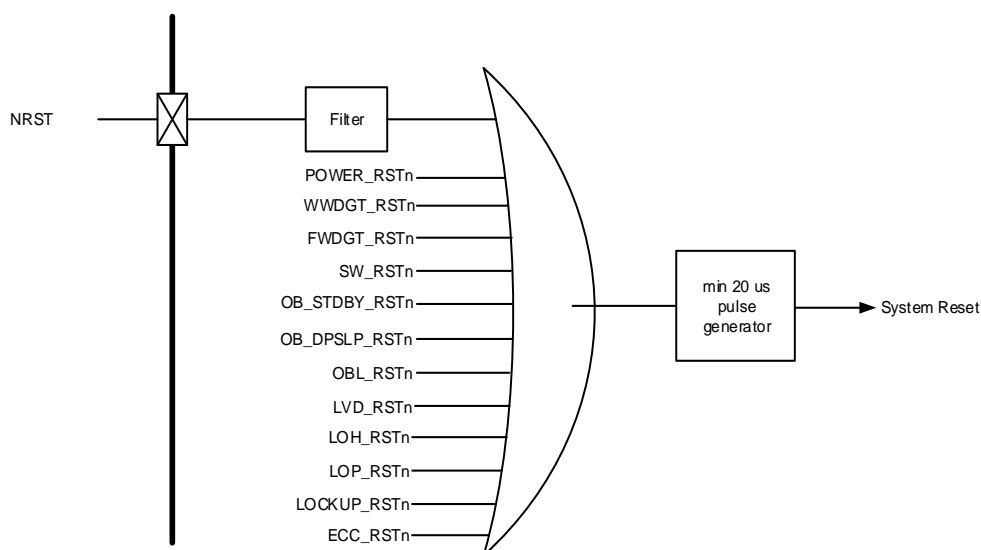 NRST
Filter
POWER_RSTn
WWDGT_RSTn
FWDGT_RSTn
SW_RSTn
OB_STDBY_RSTn
OB_DPSLP_RSTn
OBL_RSTn
LVD_RSTn
LOH_RSTn
LOP_RSTn
LOCKUP_RSTn
ECC_RSTn
min 20 us
pulse
generator
System Reset